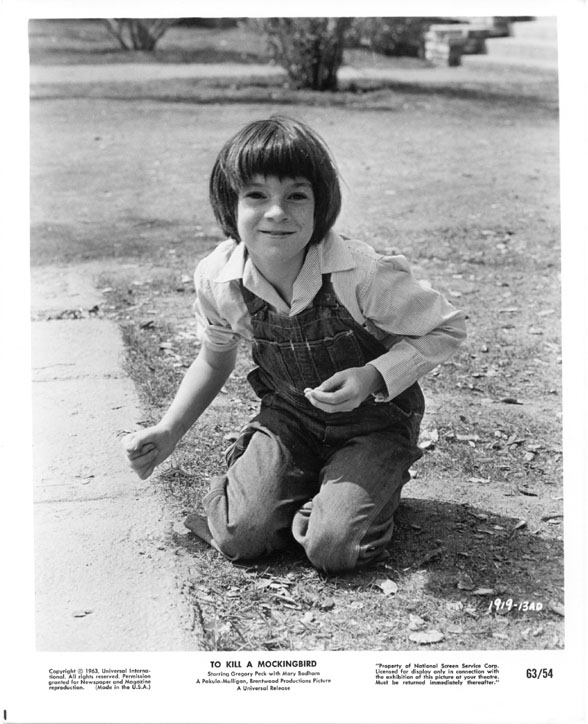 1919-13AD
TO KILL A MOCKINGBIRD
Starring Gregory Peck with Mary Badham
A Pakula-Mulligan, Brentwood Productions Picture
A Universal Release
Copyright © 1963, Universal Interna-
tional. All rights reserved. Permission
granted for Newspaper and Magazine
reproduction. (Made in the U.S.A.)
"Property of National Screen Service Corp.
Licensed for display only in connection with
the exhibition of this picture at your theatre.
Must be returned immediately thereafter."
63/54